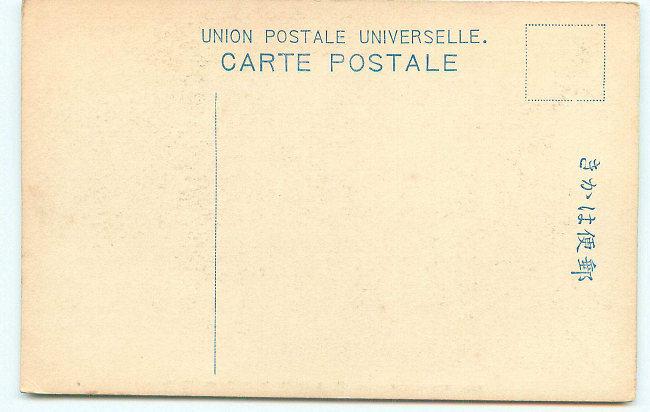 UNION POSTALE UNIVERSELLE.
CARTE POSTALE
郵便はかき